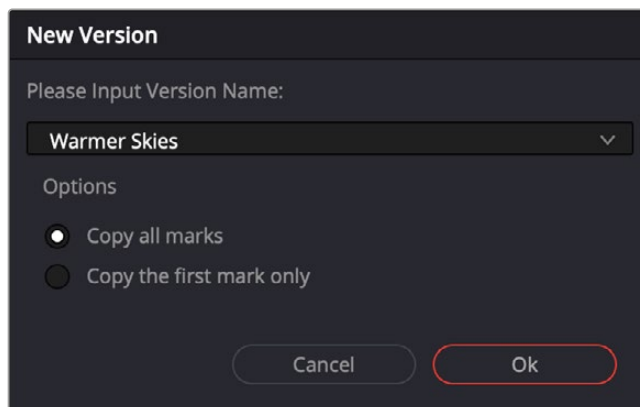 New Version
Please Input Version Name:
Warmer Skies
Options
Copy all marks
Copy the first mark only
Cancel Ok